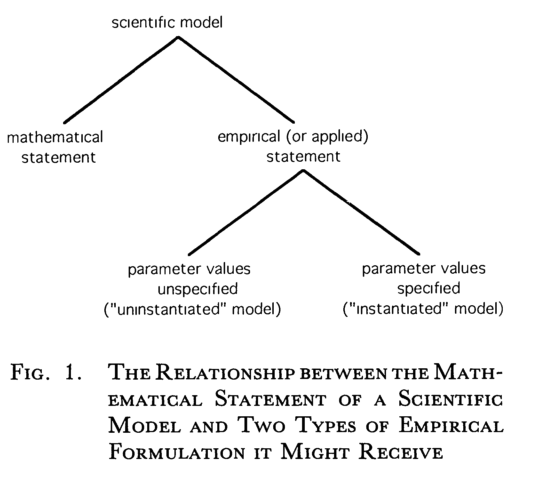 scientific model
mathematical
statement
empirical (or applied)
statement
parameter values
unspecified
("uninstantiated" model)
parameter values
specified
("instantiated" model)
FIG. 1. THE RELATIONSHIP BETWEEN THE MATH-
EMATICAL STATEMENT OF A SCIENTIFIC
MODEL AND TWO TYPES OF EMPIRICAL
FORMULATION IT MIGHT RECEIVE